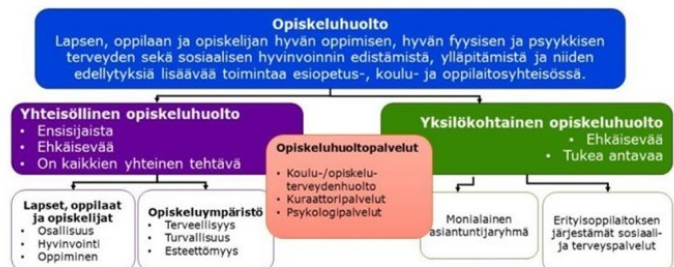 Opiskeluhuolto
Lapsen, oppilaan ja opiskelijan hyvän oppimisen, hyvän fyysisen ja psyykkisen
terveyden sekä sosiaalisen hyvinvoinnin edistämistä, ylläpitämistä ja niiden
edellytyksiä lisäävää toimintaa esiopetus-, koulu- ja oppilaitosyhteisössä.
Yhteisöllinen opiskeluhuolto
• Ensisijaista
• Ehkäisevää
• On kaikkien yhteinen tehtävä
Yksilökohtainen opiskeluhuolto
• Ehkäisevää
• Tukea antavaa
Opiskeluhuoltopalvelut
• Koulu-/opiskelu-
terveydenhuolto
• Kuraattoripalvelut
• Psykologipalvelut
Lapset, oppilaat
ja opiskelijat
• Osallisuus
• Hyvinvointi
• Oppiminen
Opiskeluympäristö
• Terveellisyys
• Turvallisuus
• Esteettömyys
Monialainen
asiantuntijaryhmä
Erityisoppilaitoksen
järjestämät sosiaali-
ja terveyspalvelut